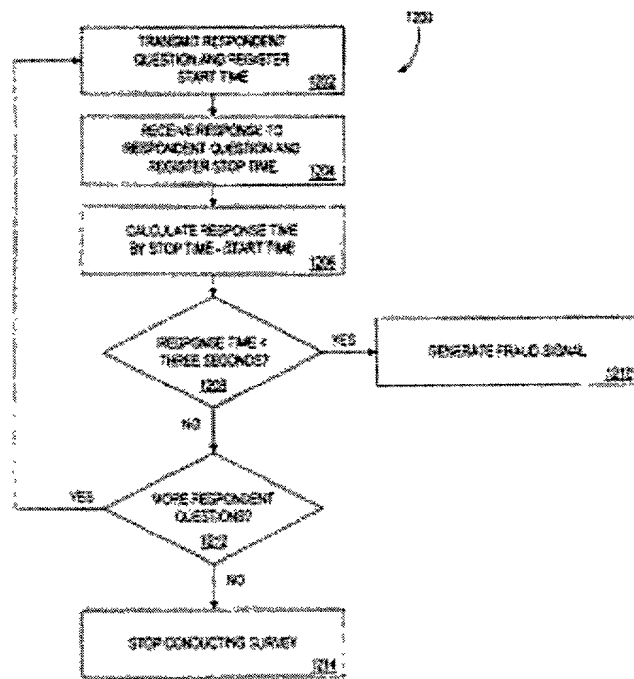 1200
TRANSMIT RESPONDENT
QUESTION AND REGISTER
START TIME
1202
RECEIVE RESPONSE TO
RESPONDENT QUESTION AND
REGISTER STOP TIME
1204
CALCULATE RESPONSE TIME
BY STOP TIME - START TIME
1206
RESPONSE TIME <
THREE SECONDS?
1208
YES
GENERATE FRAUD SIGNAL
NO
MORE RESPONDENT
QUESTIONS?
1212
YES
NO
STOP CONDUCTING SURVEY
1214